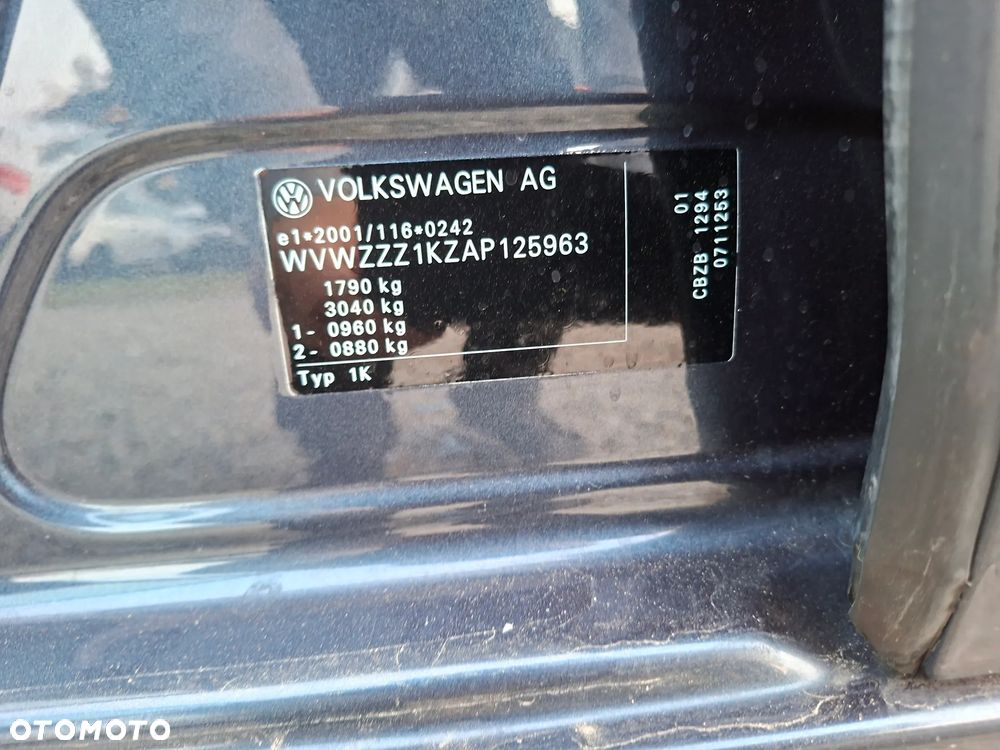 VOLKSWAGEN AG
e1*2001/116*0242
WVWZZZ1KZAP125963
1790 kg
3040 kg
1- 0960 kg
2- 0880 kg
Typ 1K
01
CBZB 1294
0711253
OTOMOTO